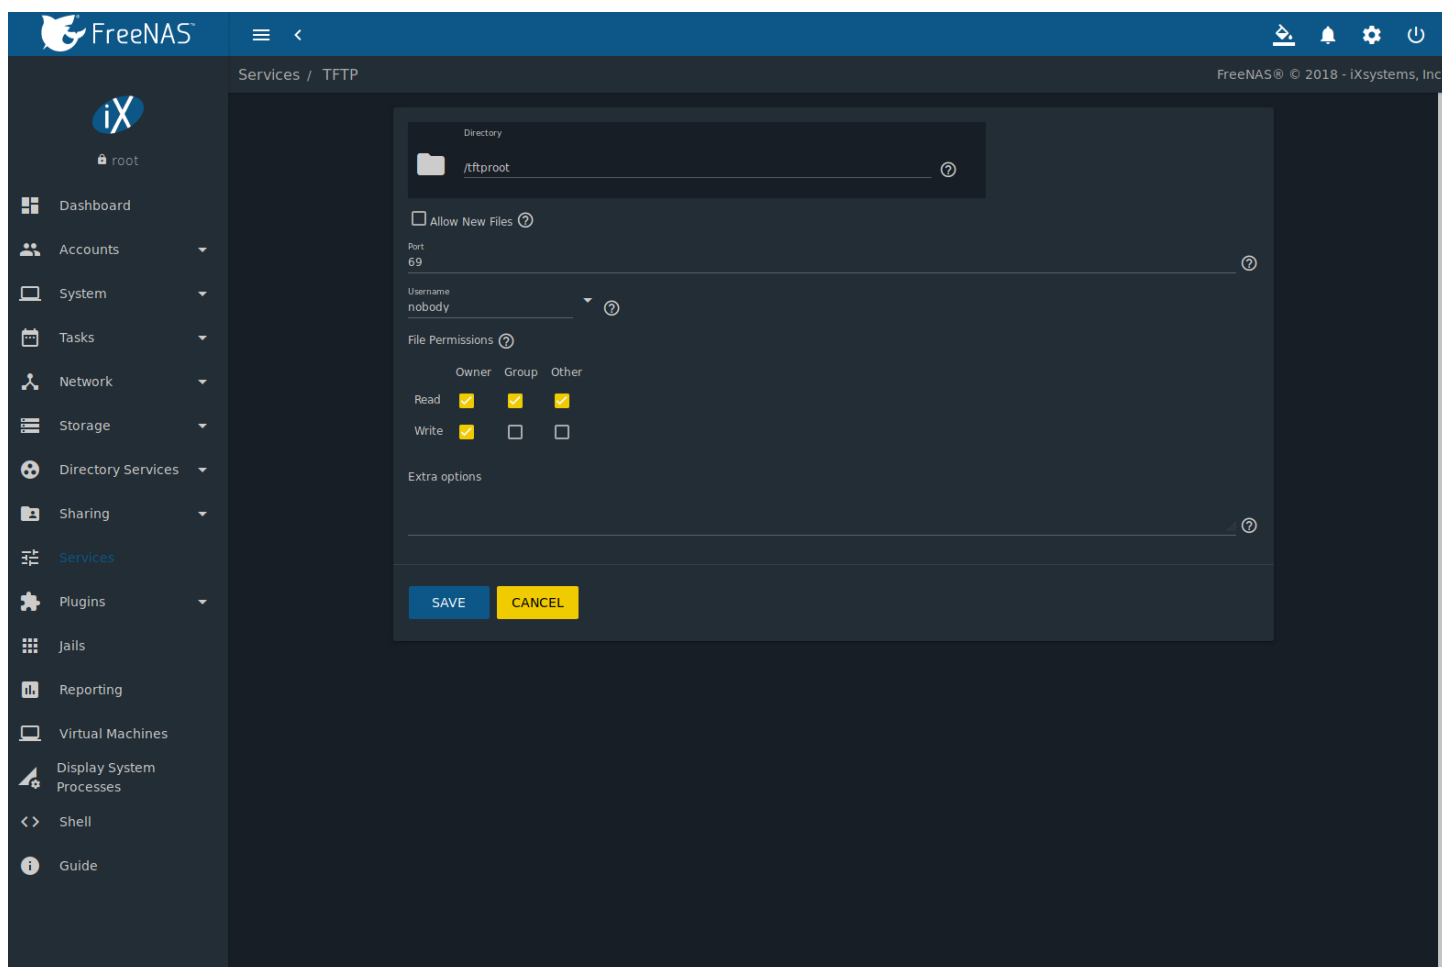 FreeNAS™
Services / TFTP
FreeNAS® © 2018 - iXsystems, Inc
iX
root
Dashboard
Accounts
System
Tasks
Network
Storage
Directory Services
Sharing
Services
Plugins
Jails
Reporting
Virtual Machines
Display System
Processes
Shell
Guide
Directory
/tftproot
Allow New Files
Port
69
Username
nobody
File Permissions
Owner Group Other
Read
Write
Extra options
SAVE CANCEL